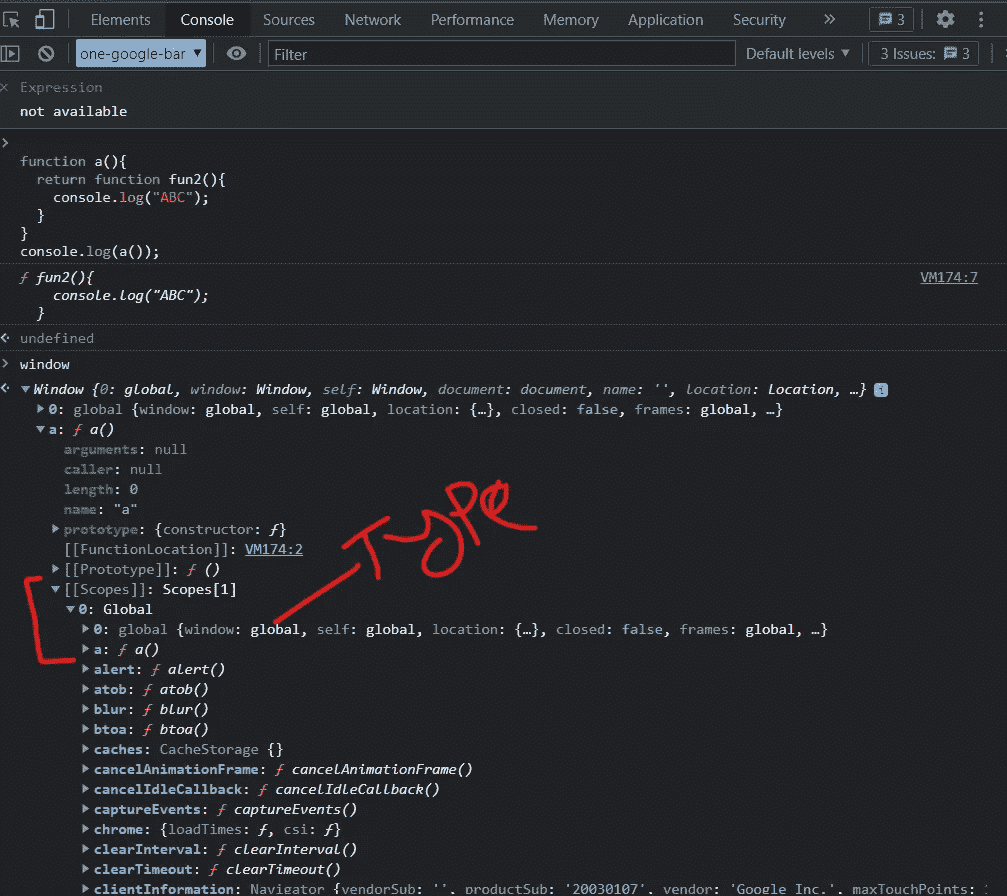 Elements Console Sources Network Performance Memory Application Security » 3
one-google-bar ▼ Filter Default levels ▼ 3 Issues: 3
× Expression
not available
>
function a(){
return function fun2(){
console.log("ABC");
}
}
console.log(a());
ƒ fun2(){ VM174:7
console.log("ABC");
}
undefined
> window
Window {0: global, window: Window, self: Window, document: document, name: '', location: Location, …} i
0: global {window: global, self: global, location: {…}, closed: false, frames: global, …}
a: ƒ a()
arguments: null
caller: null
length: 0
name: "a"
prototype: {constructor: ƒ}
[[FunctionLocation]]: VM174:2
[[Prototype]]: ƒ ()
Type
[[Scopes]]: Scopes[1]
0: Global
0: global {window: global, self: global, location: {…}, closed: false, frames: global, …}
a: ƒ a()
alert: ƒ alert()
atob: ƒ atob()
blur: ƒ blur()
btoa: ƒ btoa()
caches: CacheStorage {}
cancelAnimationFrame: ƒ cancelAnimationFrame()
cancelIdleCallback: ƒ cancelIdleCallback()
captureEvents: ƒ captureEvents()
chrome: {loadTimes: ƒ, csi: ƒ}
clearInterval: ƒ clearInterval()
clearTimeout: ƒ clearTimeout()
clientInformation: Navigator {vendorSub: '', productSub: '20030107', vendor: 'Google Inc.', maxTouchPoints: